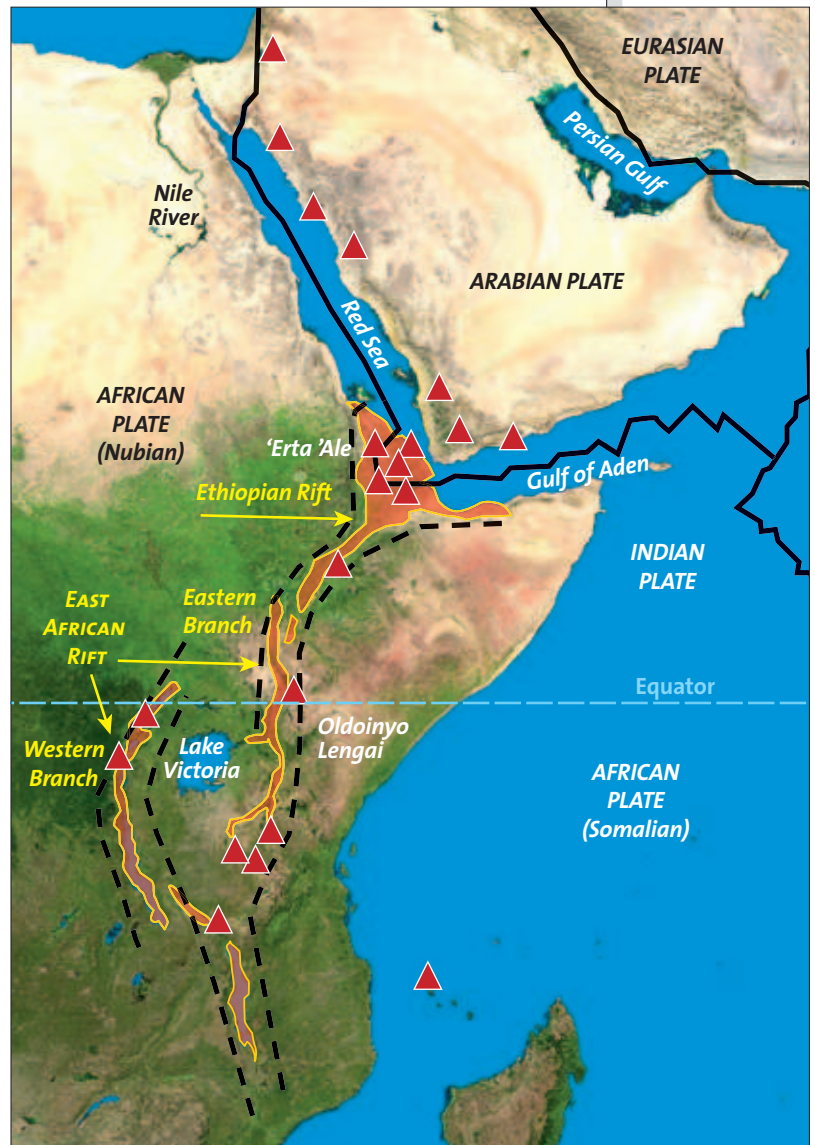 EURASIAN
PLATE
Persian Gulf
Nile
River
ARABIAN PLATE
Red Sea
AFRICAN
PLATE
(Nubian)
‘Erta ’Ale
Ethiopian Rift
Gulf of Aden
INDIAN
PLATE
EAST
AFRICAN
RIFT
Eastern
Branch
Equator
Western
Branch
Lake
Victoria
Oldoinyo
Lengai
AFRICAN
PLATE
(Somalian)